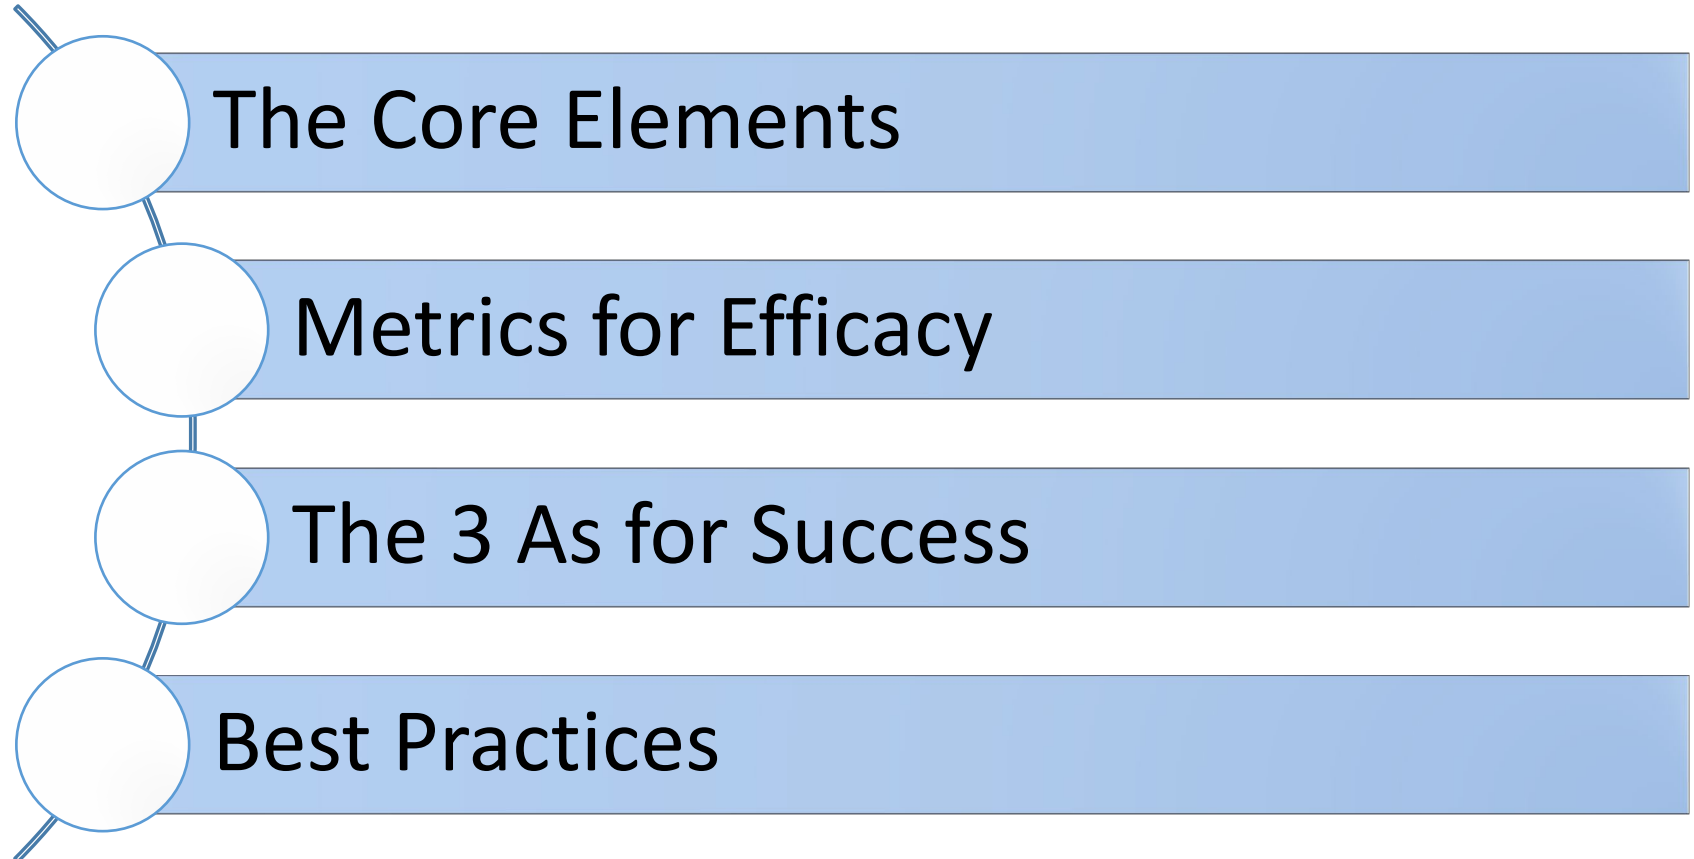 The Core Elements
Metrics for Efficacy
The 3 As for Success
Best Practices